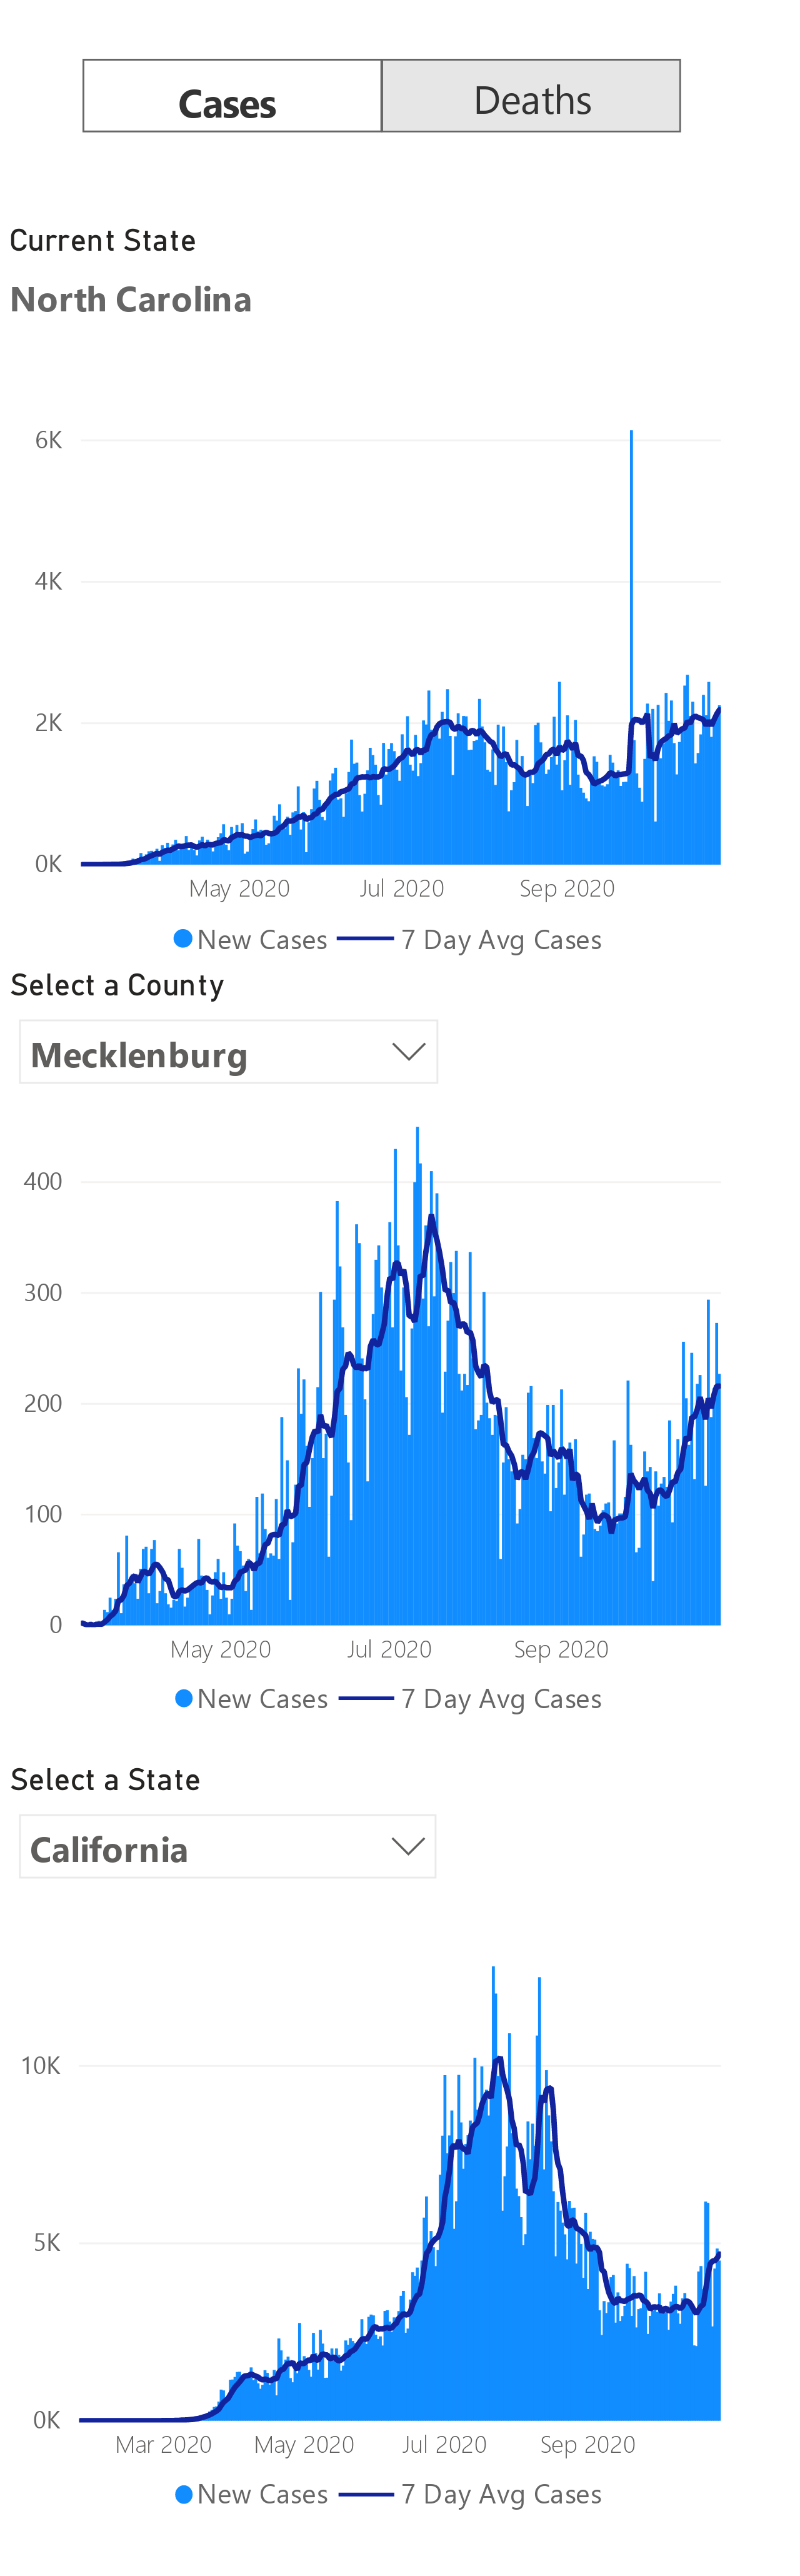 Cases Deaths
Current State
North Carolina
6K
4K
2K
0K
May 2020 Jul 2020 Sep 2020
New Cases 7 Day Avg Cases
Select a County
Mecklenburg
400
300
200
100
0
May 2020 Jul 2020 Sep 2020
New Cases 7 Day Avg Cases
Select a State
California
10K
5K
0K
Mar 2020 May 2020 Jul 2020 Sep 2020
New Cases 7 Day Avg Cases